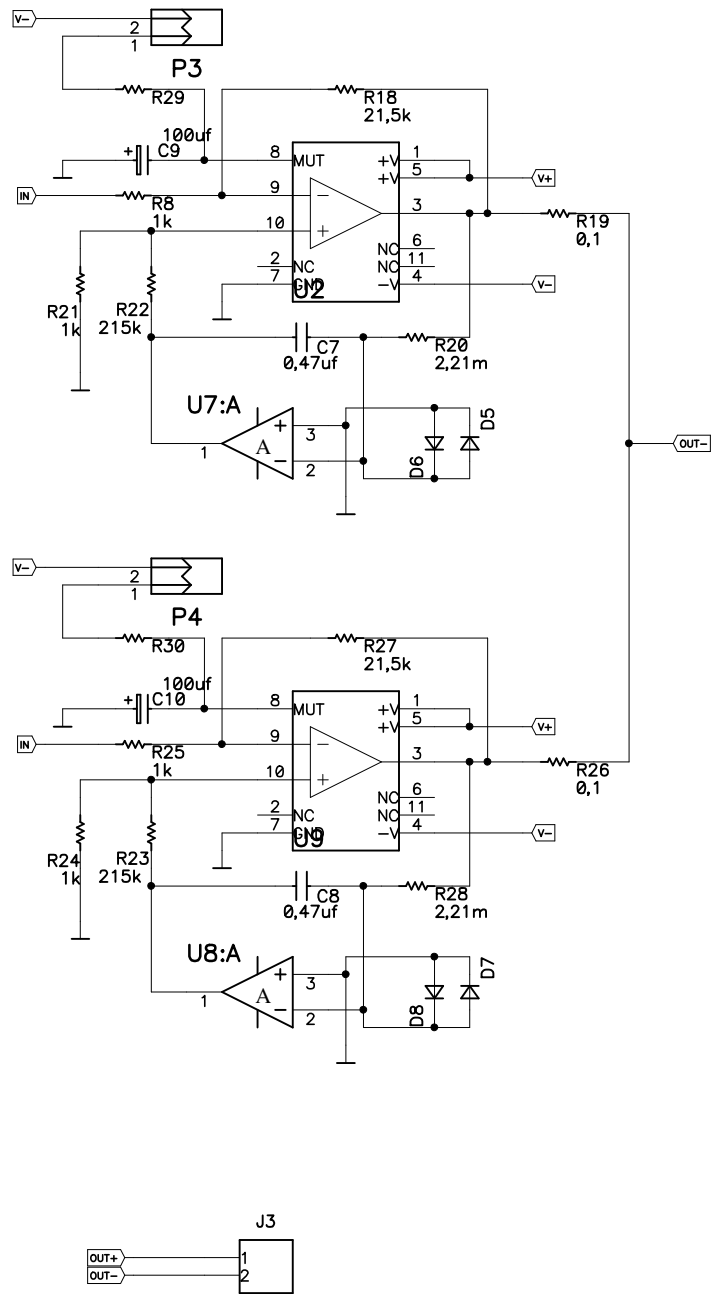 V-
2
1
P3
R29
R18
21,5k
100uf
+
C9
8
MUT
+V
1
+V
5
V+
IN
R8
1k
9
−
3
R19
0,1
10
+
NC
6
2
NC
NC
11
7
GND
U2
-V
4
V-
R21
1k
R22
215k
C7
0,47uf
R20
2,21m
U7:A
+
A
−
3
1
2
D6
D5
OUT-
V-
2
1
P4
R30
R27
21,5k
100uf
+
C10
8
MUT
+V
1
+V
5
V+
IN
R25
1k
9
−
3
R26
0,1
10
+
NC
6
2
NC
NC
11
7
GND
U9
-V
4
V-
R24
1k
R23
215k
C8
0,47uf
R28
2,21m
U8:A
+
A
−
3
1
2
D8
D7
J3
OUT+
1
OUT-
2